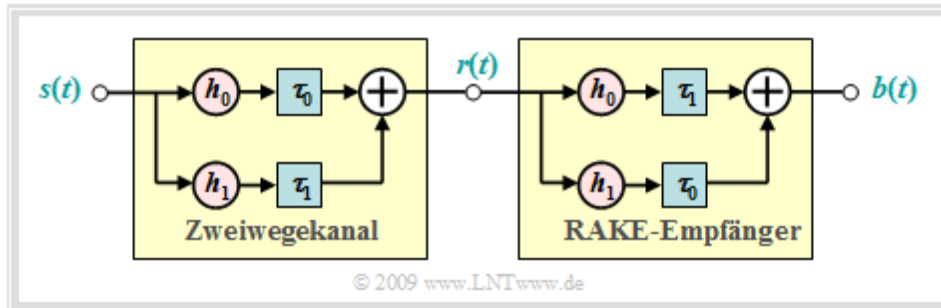 s(t) h₀ τ₀ + r(t) h₀ τ₁ + b(t)
h₁ τ₁ h₁ τ₀
Zweiwegekanal RAKE-Empfänger
© 2009 www.LNTwww.de